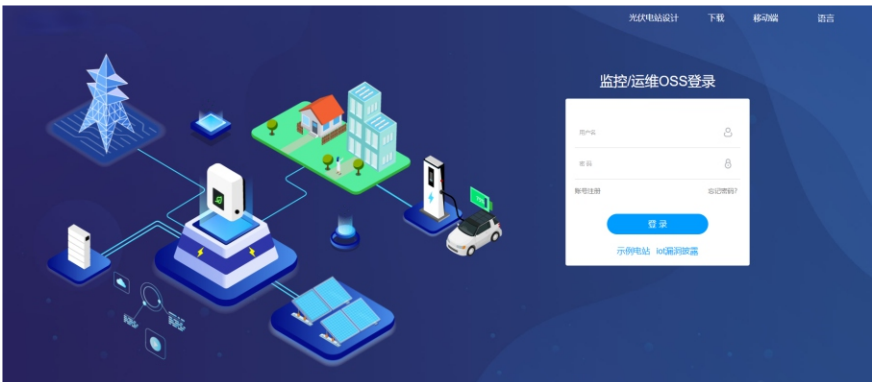 光伏电站设计 下载 移动端 语言
监控/运维OSS登录
用户名
密码
账号注册 忘记密码?
登录
示例电站 iot漏洞披露